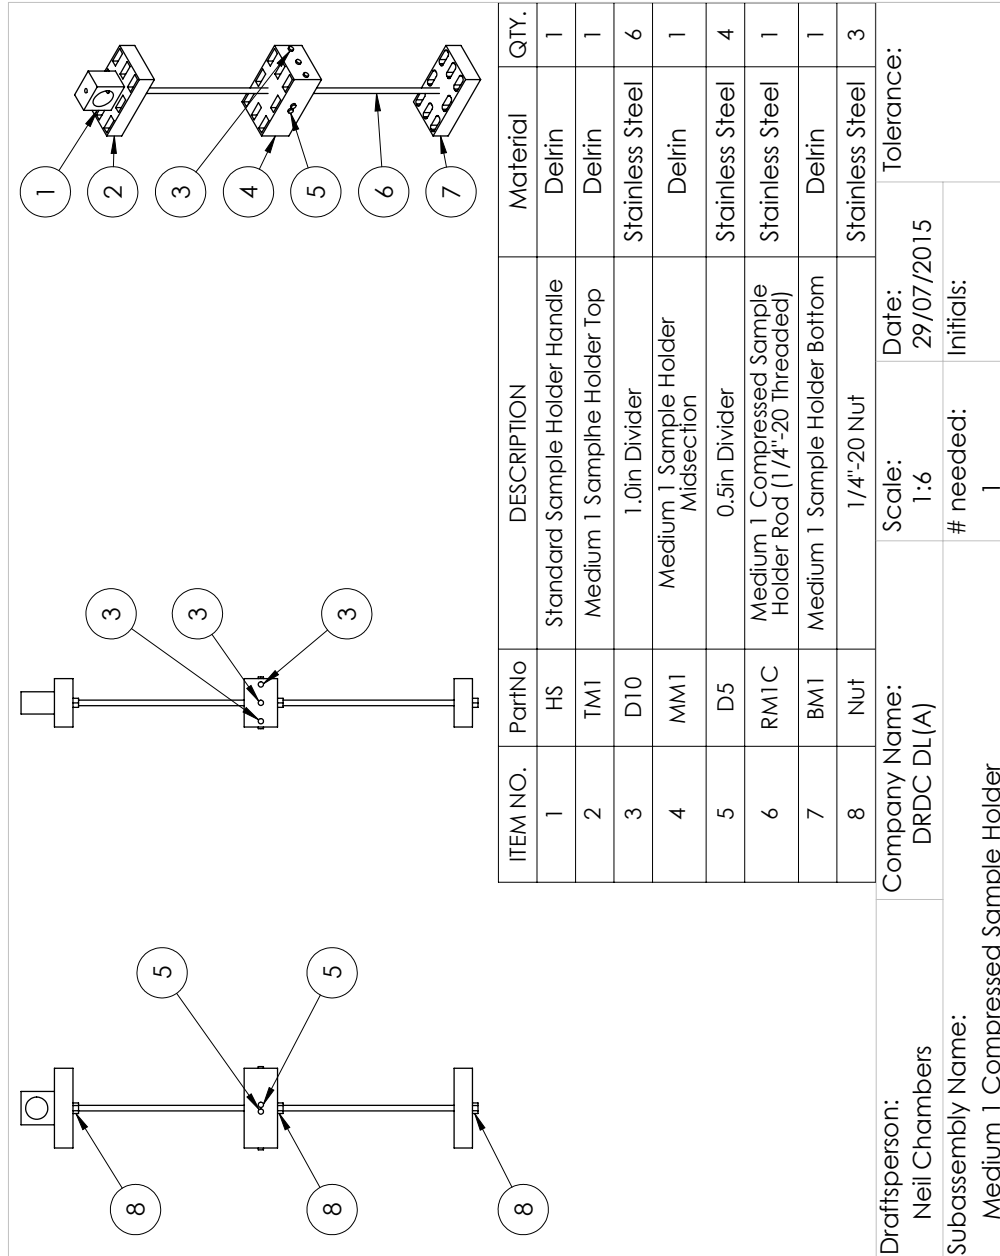 8
8
8
5
5
3
3
3
1
2
3
4
5
6
7
ITEM NO. PartNo DESCRIPTION Material QTY.
1 HS Standard Sample Holder Handle Delrin 1
2 TM1 Medium 1 Samplhe Holder Top Delrin 1
3 D10 1.0in Divider Stainless Steel 6
4 MM1 Medium 1 Sample Holder
Midsection Delrin 1
5 D5 0.5in Divider Stainless Steel 4
6 RM1C Medium 1 Compressed Sample
Holder Rod (1/4"-20 Threaded) Stainless Steel 1
7 BM1 Medium 1 Sample Holder Bottom Delrin 1
8 Nut 1/4"-20 Nut Stainless Steel 3
Draftsperson:
Neil Chambers
Company Name:
DRDC DL(A)
Scale:
1:6
Date:
29/07/2015
Tolerance:
Subassembly Name:
Medium 1 Compressed Sample Holder
# needed:
1
Initials: